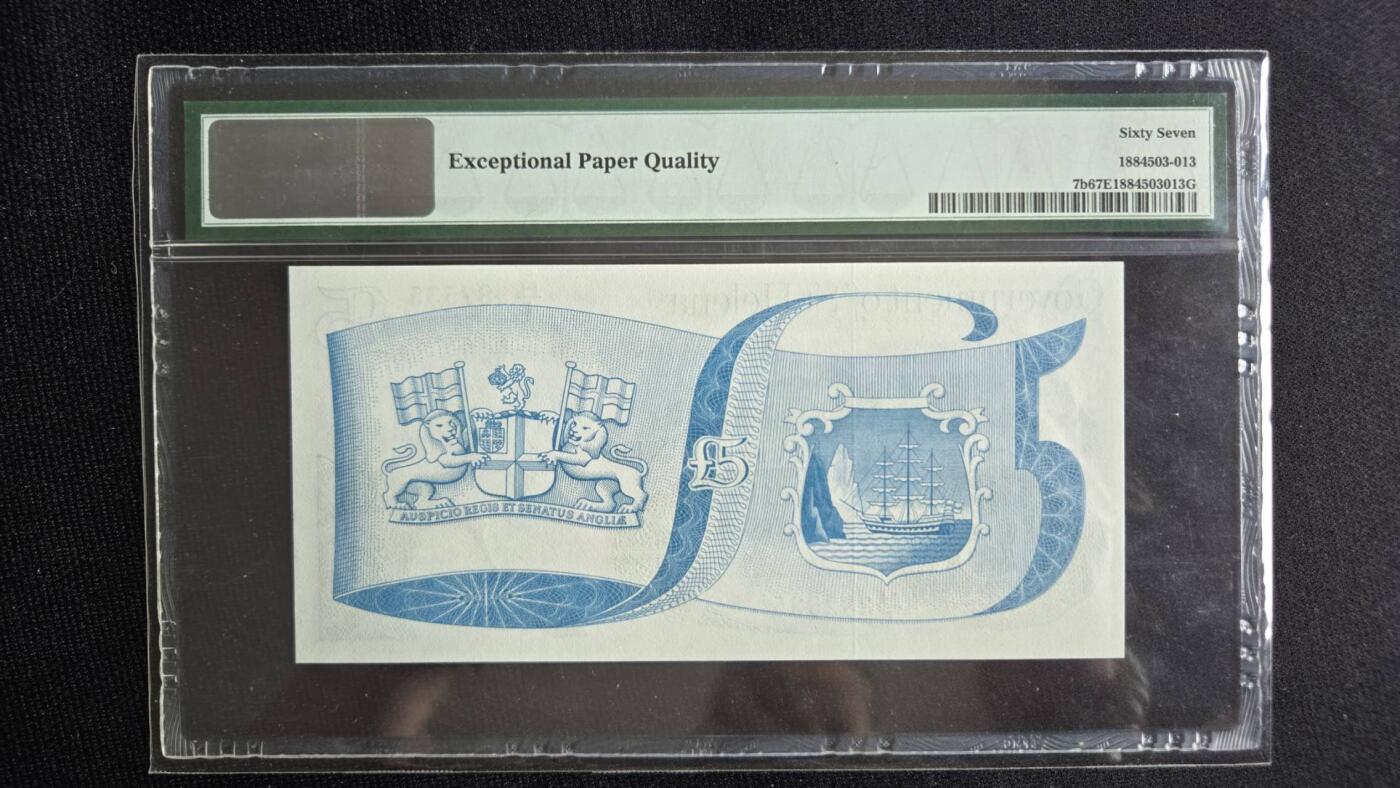 Exceptional Paper Quality
Sixty Seven
1884503-013
7b67E1884503013G
£5
AUSPICIO REGIS ET SENATUS ANGLIÆ